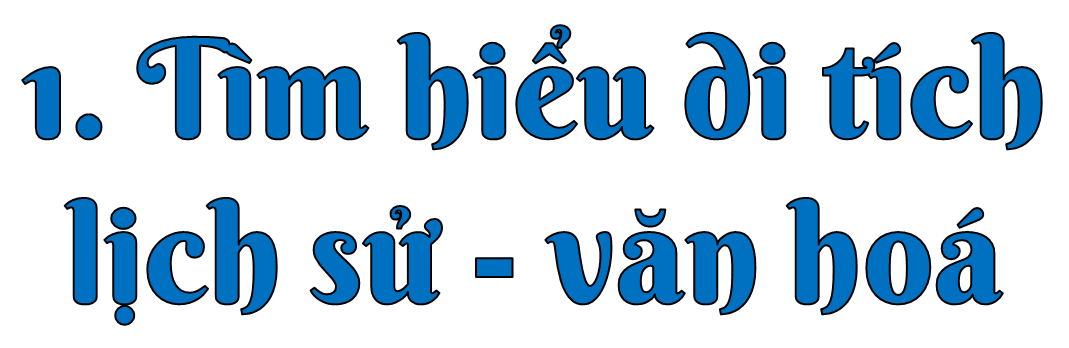 1. Tìm hiểu di tích
lịch sử - văn hoá